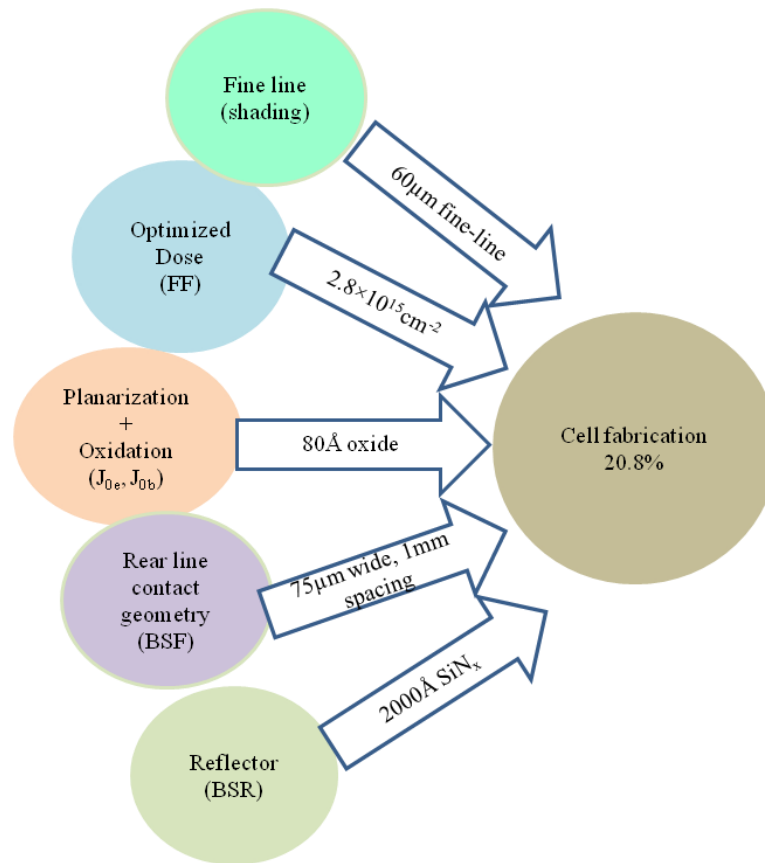 Fine line
(shading)
60µm fine-line
Optimized
Dose
(FF)
2.8×10¹⁵cm⁻²
Planarization
+
Oxidation
(J₀ₑ, J₀b)
80Å oxide
Cell fabrication
20.8%
Rear line
contact
geometry
(BSF)
75µm wide, 1mm
spacing
Reflector
(BSR)
2000Å SiNₓ